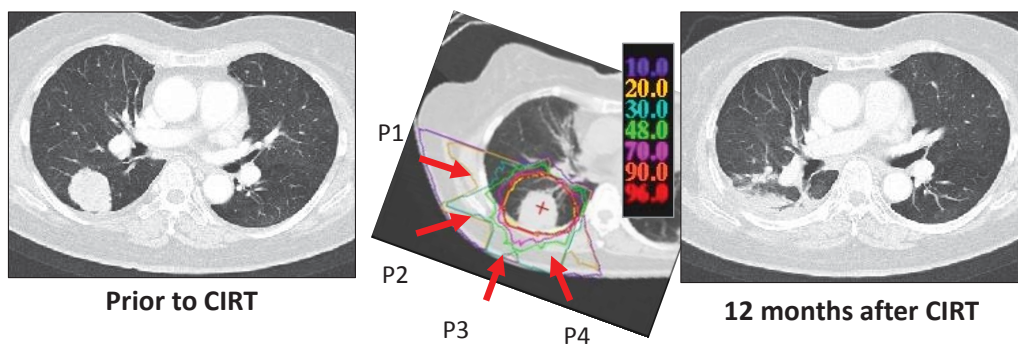 10.0
20.0
30.0
48.0
70.0
90.0
96.0
P1
P2
P3
P4
Prior to CIRT
12 months after CIRT